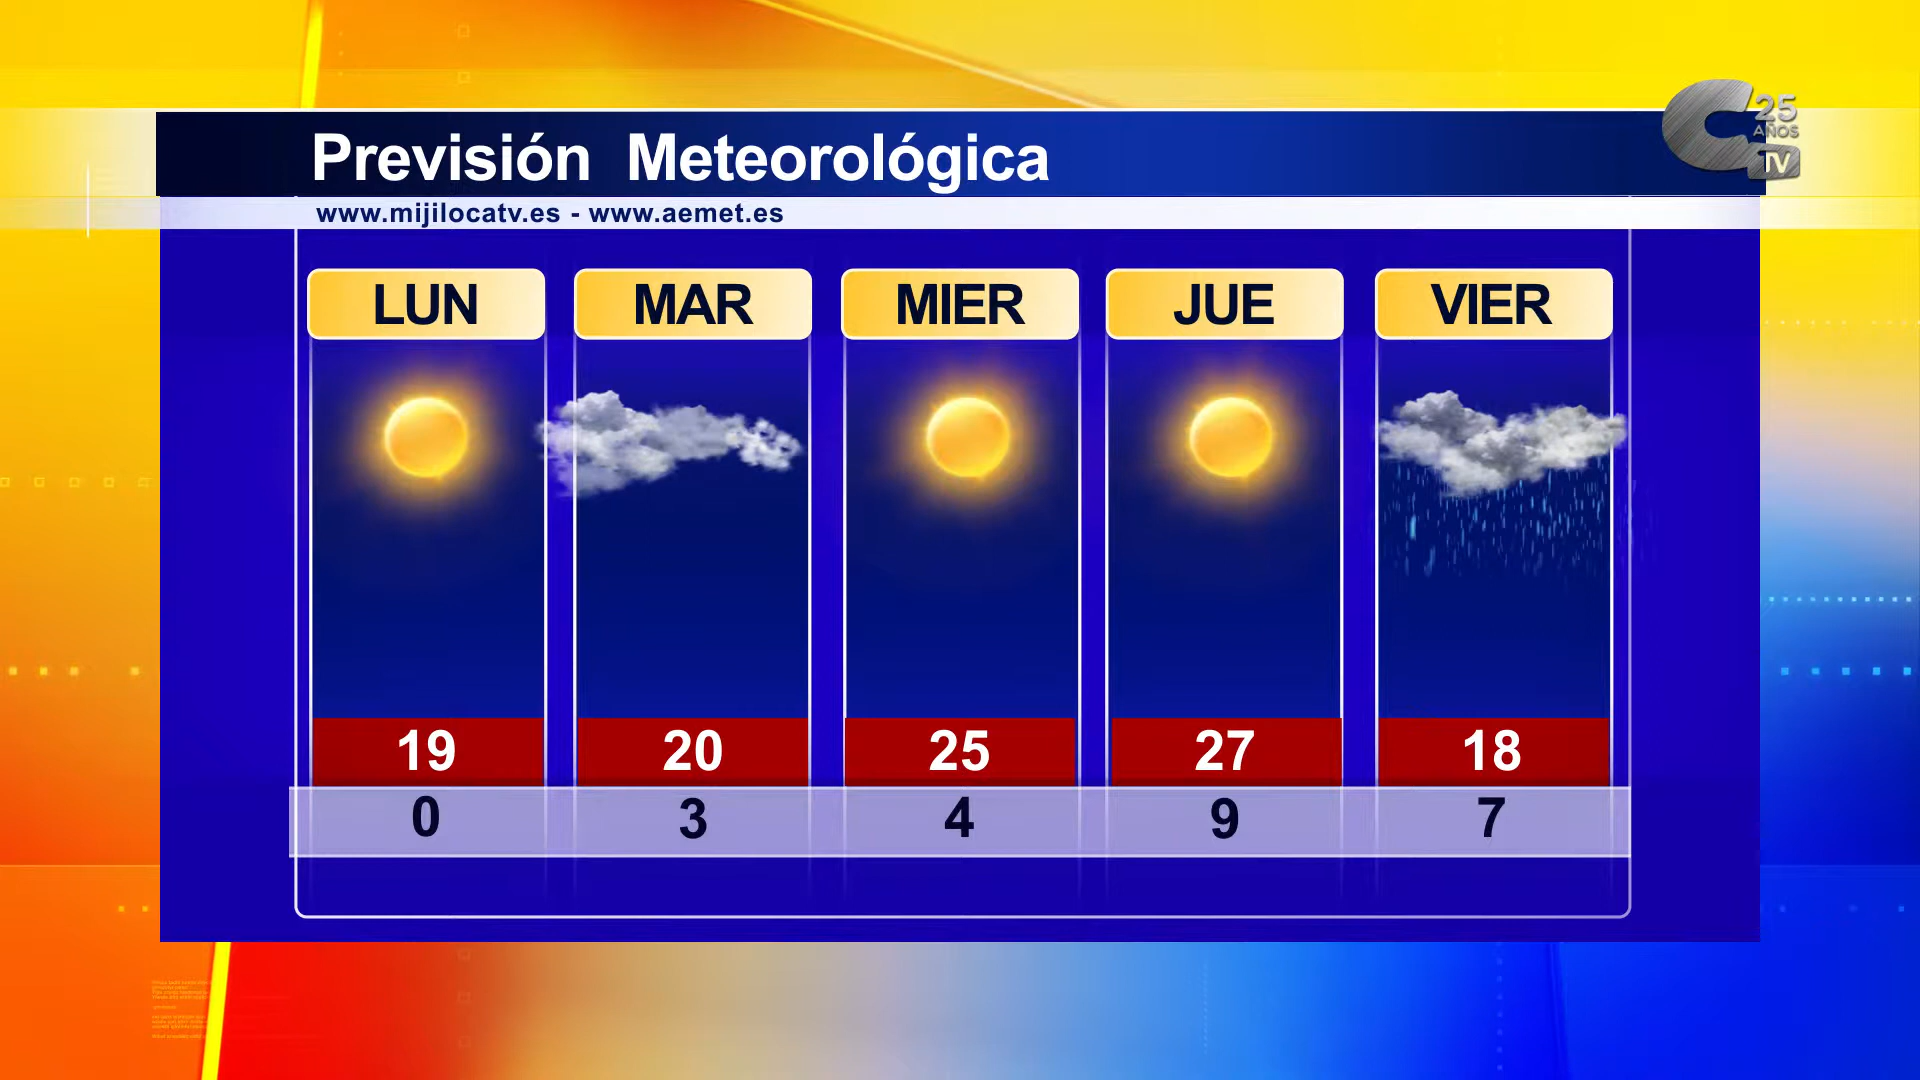 Previsión Meteorológica
25
AÑOS
TV
www.mijilocatv.es - www.aemet.es
LUN MAR MIER JUE VIER
19 20 25 27 18
0 3 4 9 7